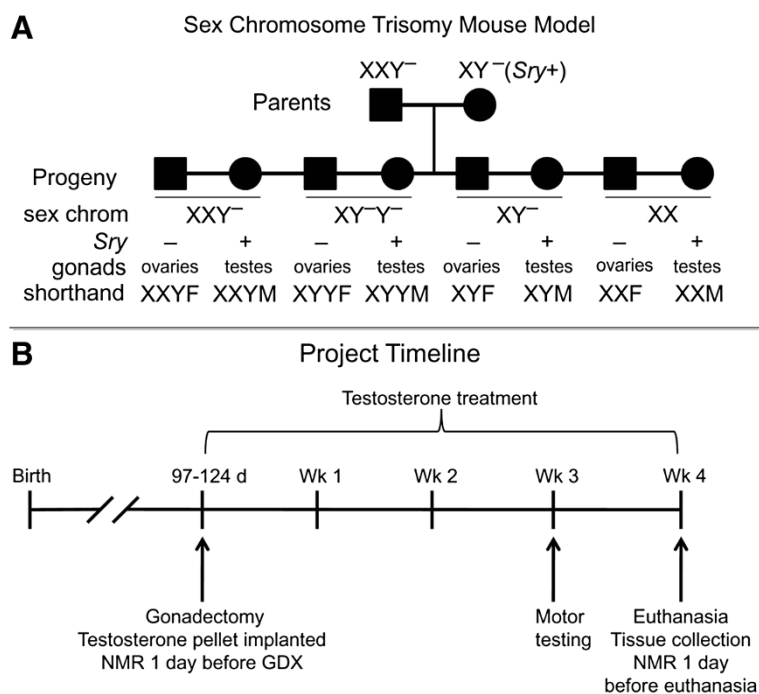 A
Sex Chromosome Trisomy Mouse Model
XXY⁻ XY⁻(Sry+)
Parents
Progeny
sex chrom XXY⁻ XY⁻Y⁻ XY⁻ XX
Sry – + – + – + – +
gonads ovaries testes ovaries testes ovaries testes ovaries testes
shorthand XXYF XXYM XYYF XYYM XYF XYM XXF XXM
B
Project Timeline
Testosterone treatment
Birth 97-124 d Wk 1 Wk 2 Wk 3 Wk 4
Gonadectomy
Testosterone pellet implanted
NMR 1 day before GDX
Motor
testing
Euthanasia
Tissue collection
NMR 1 day
before euthanasia